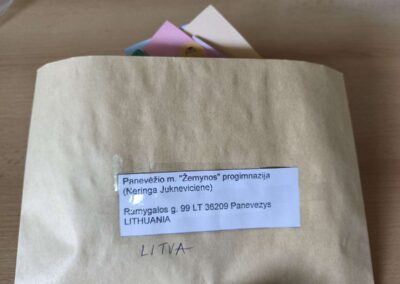 Panevėžio m. "Žemynos" progimnazija
(Neringa Jukneviciene)
Ramygalos g. 99 LT 36209 Panevezys
LITHUANIA
LITVA